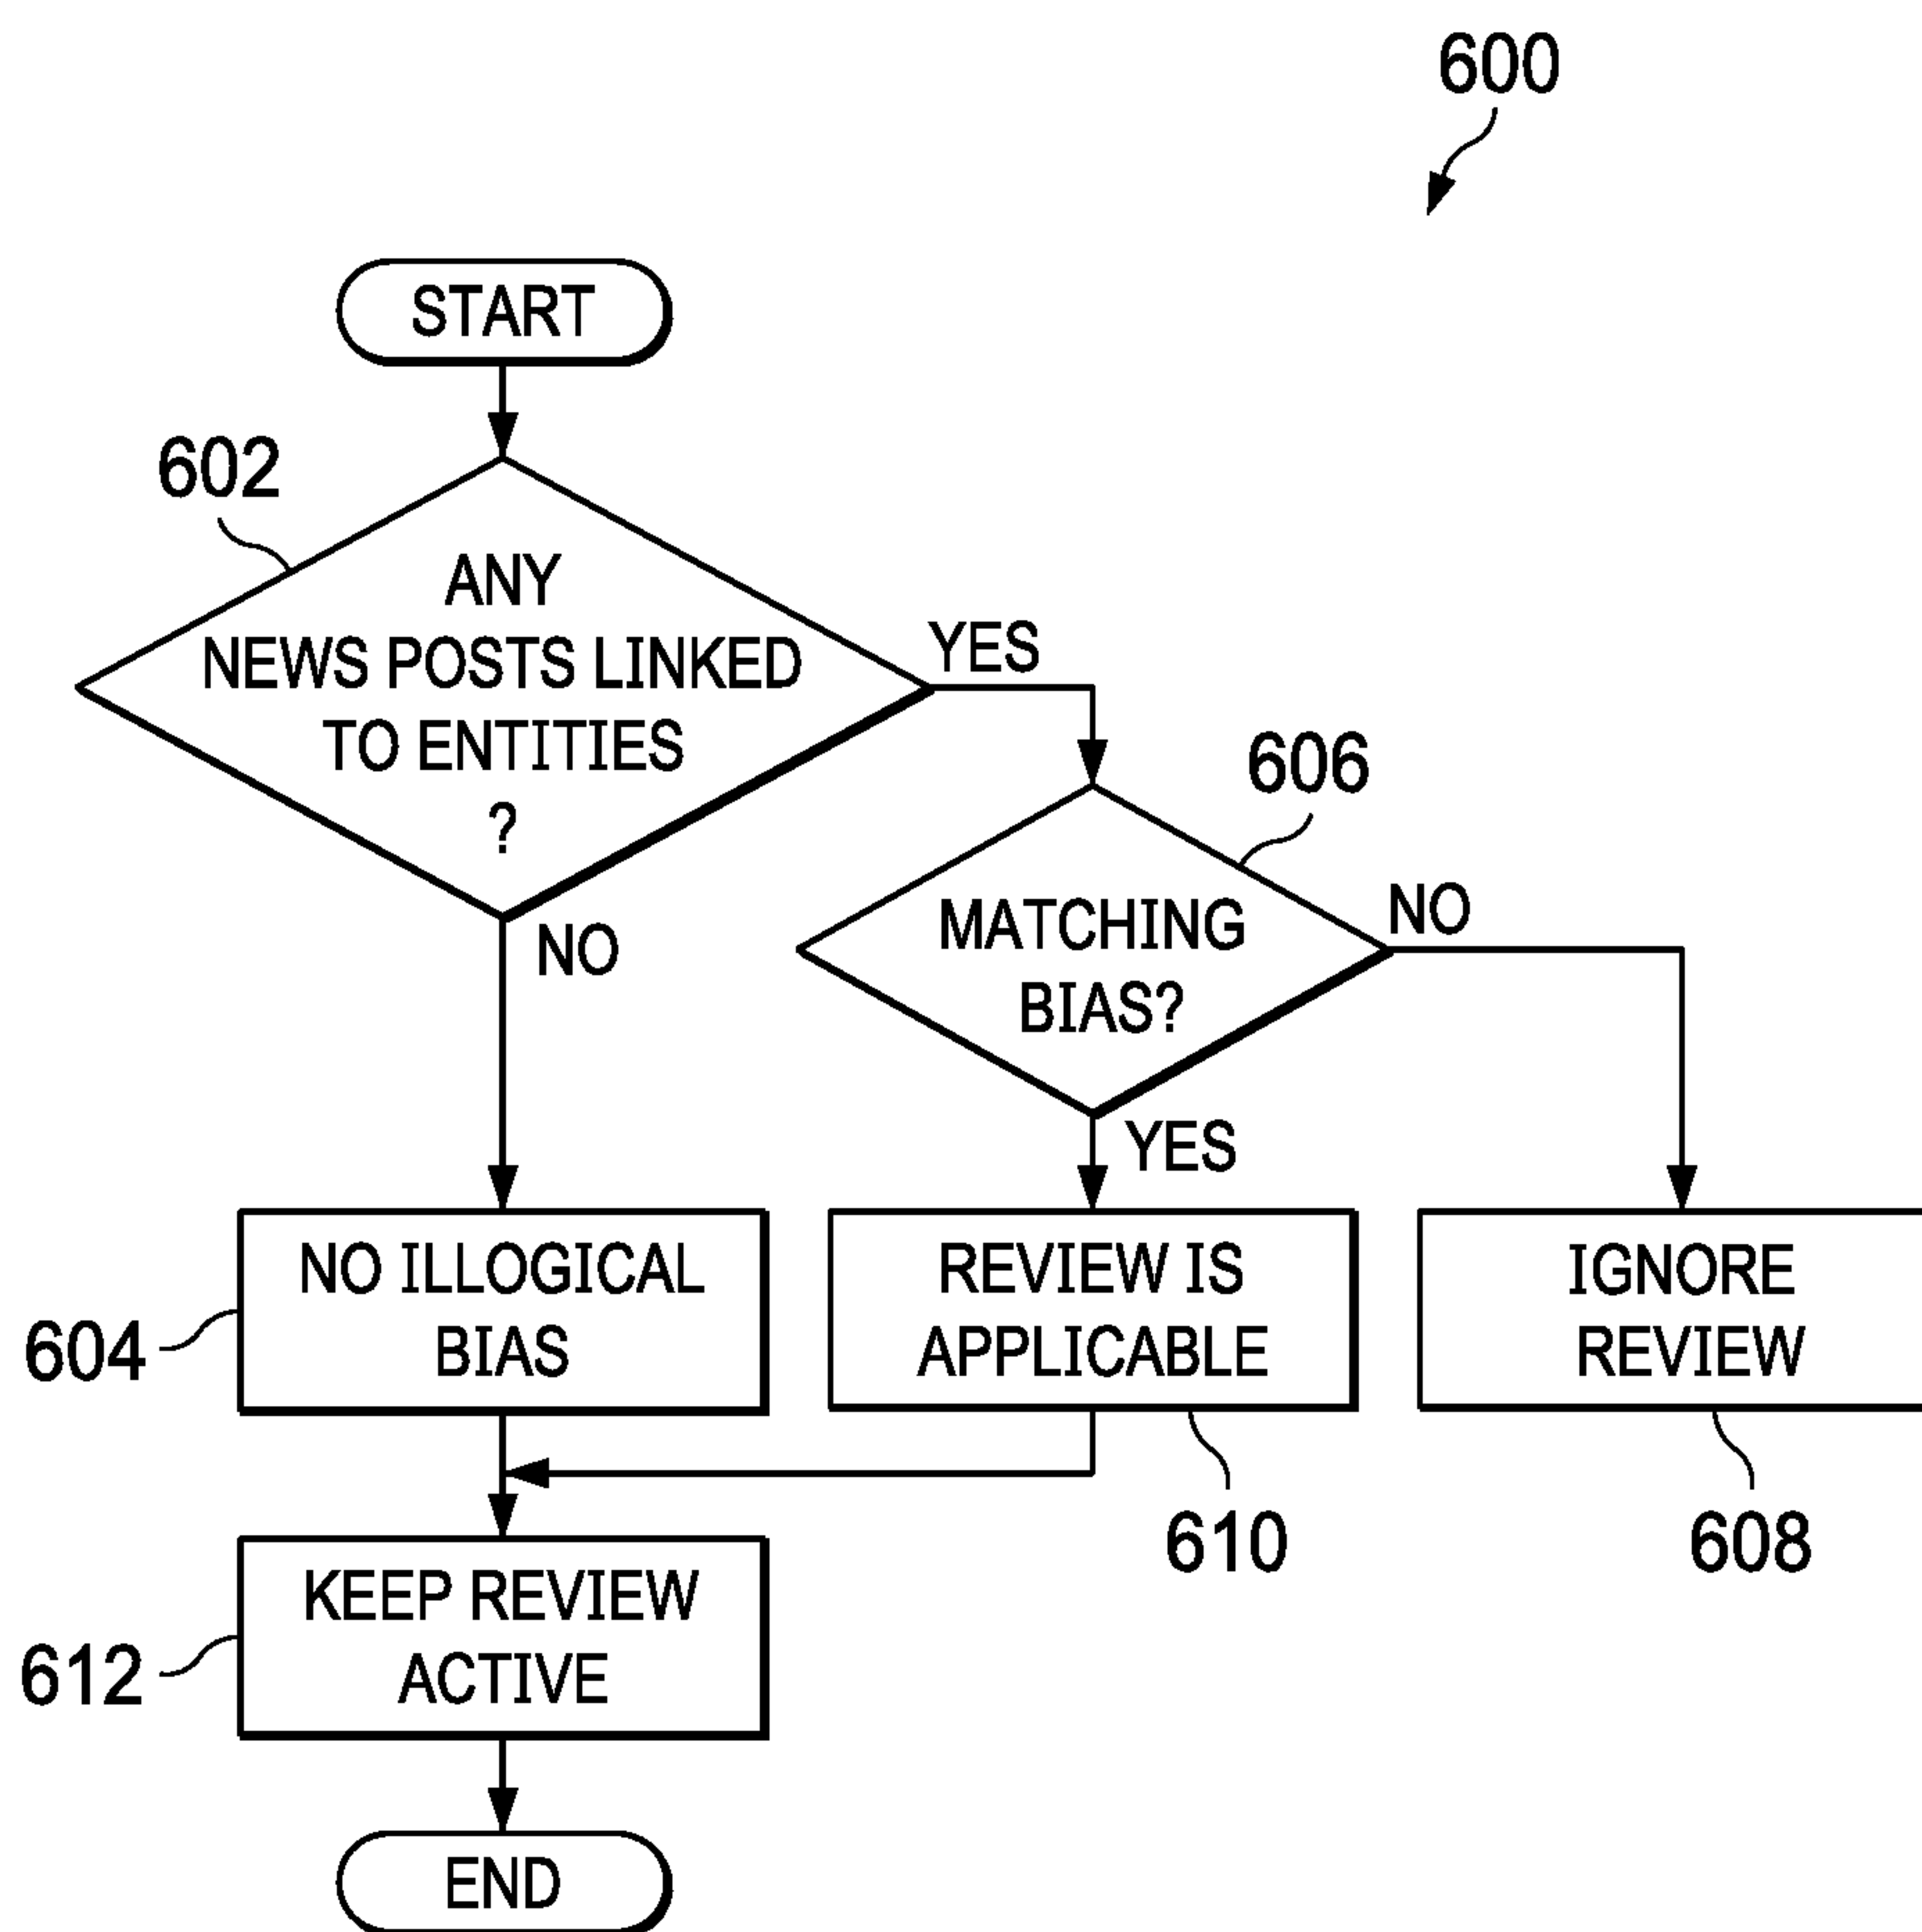 600
START
602
ANY
NEWS POSTS LINKED
TO ENTITIES
?
YES
NO
606
MATCHING
BIAS?
NO
YES
604
NO ILLOGICAL
BIAS
REVIEW IS
APPLICABLE
IGNORE
REVIEW
610
608
612
KEEP REVIEW
ACTIVE
END